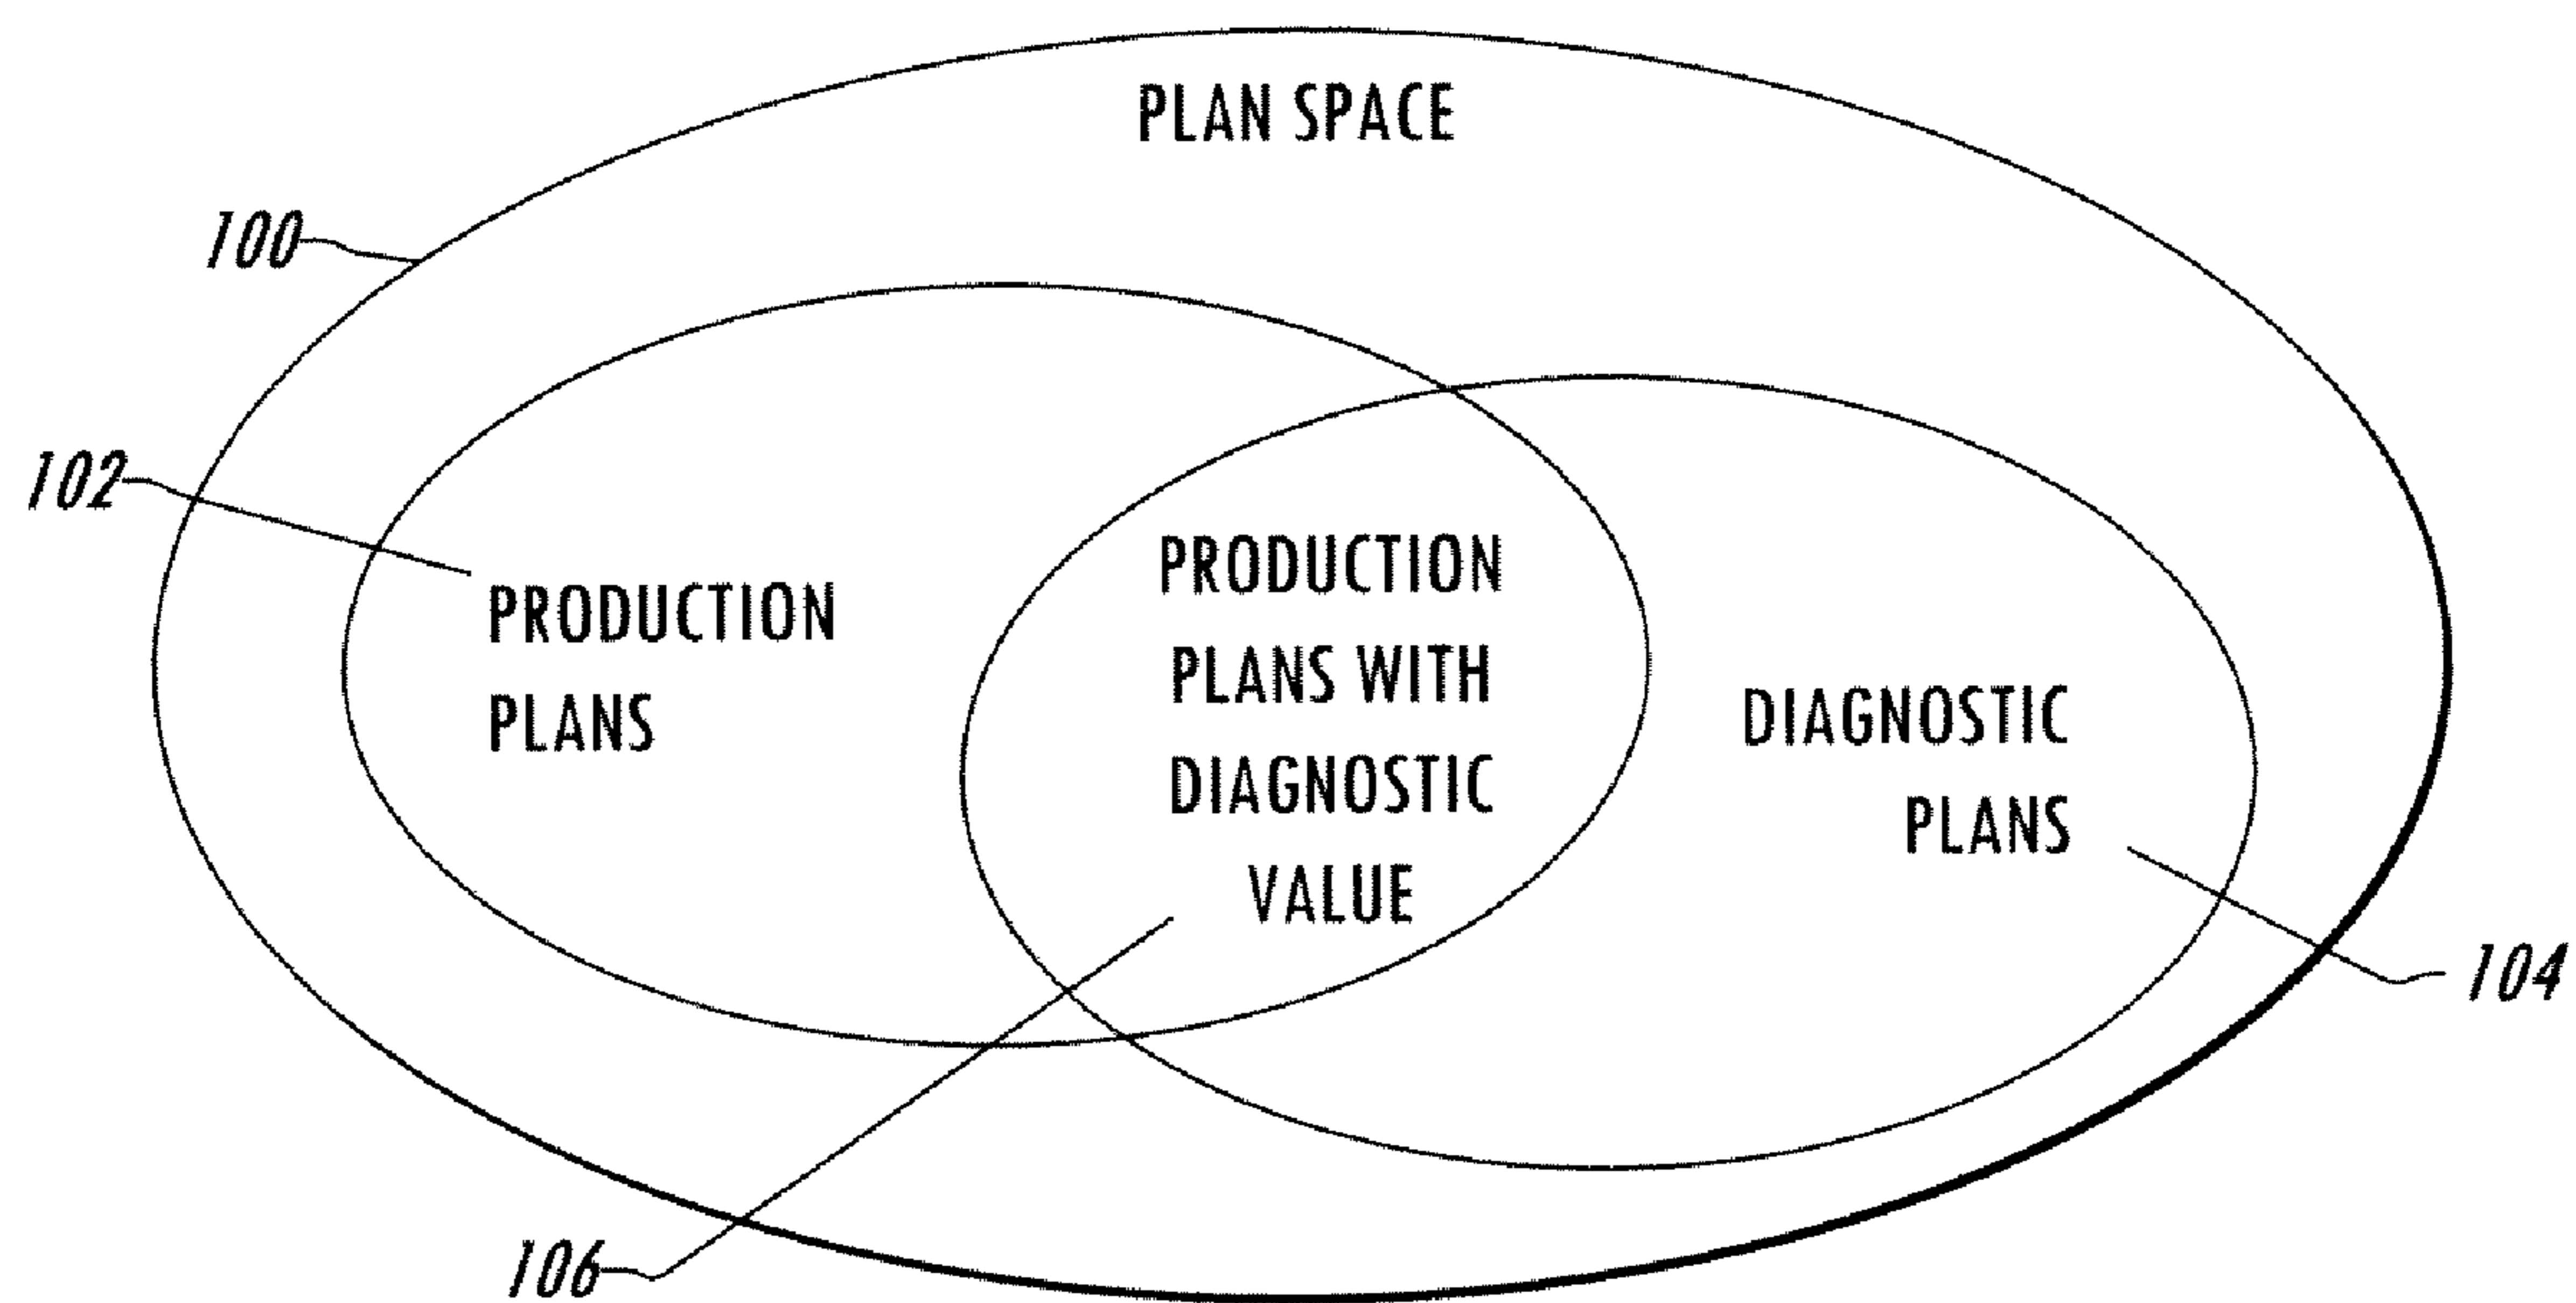 PLAN SPACE
100
102
PRODUCTION
PLANS
PRODUCTION
PLANS WITH
DIAGNOSTIC
VALUE
DIAGNOSTIC
PLANS
104
106